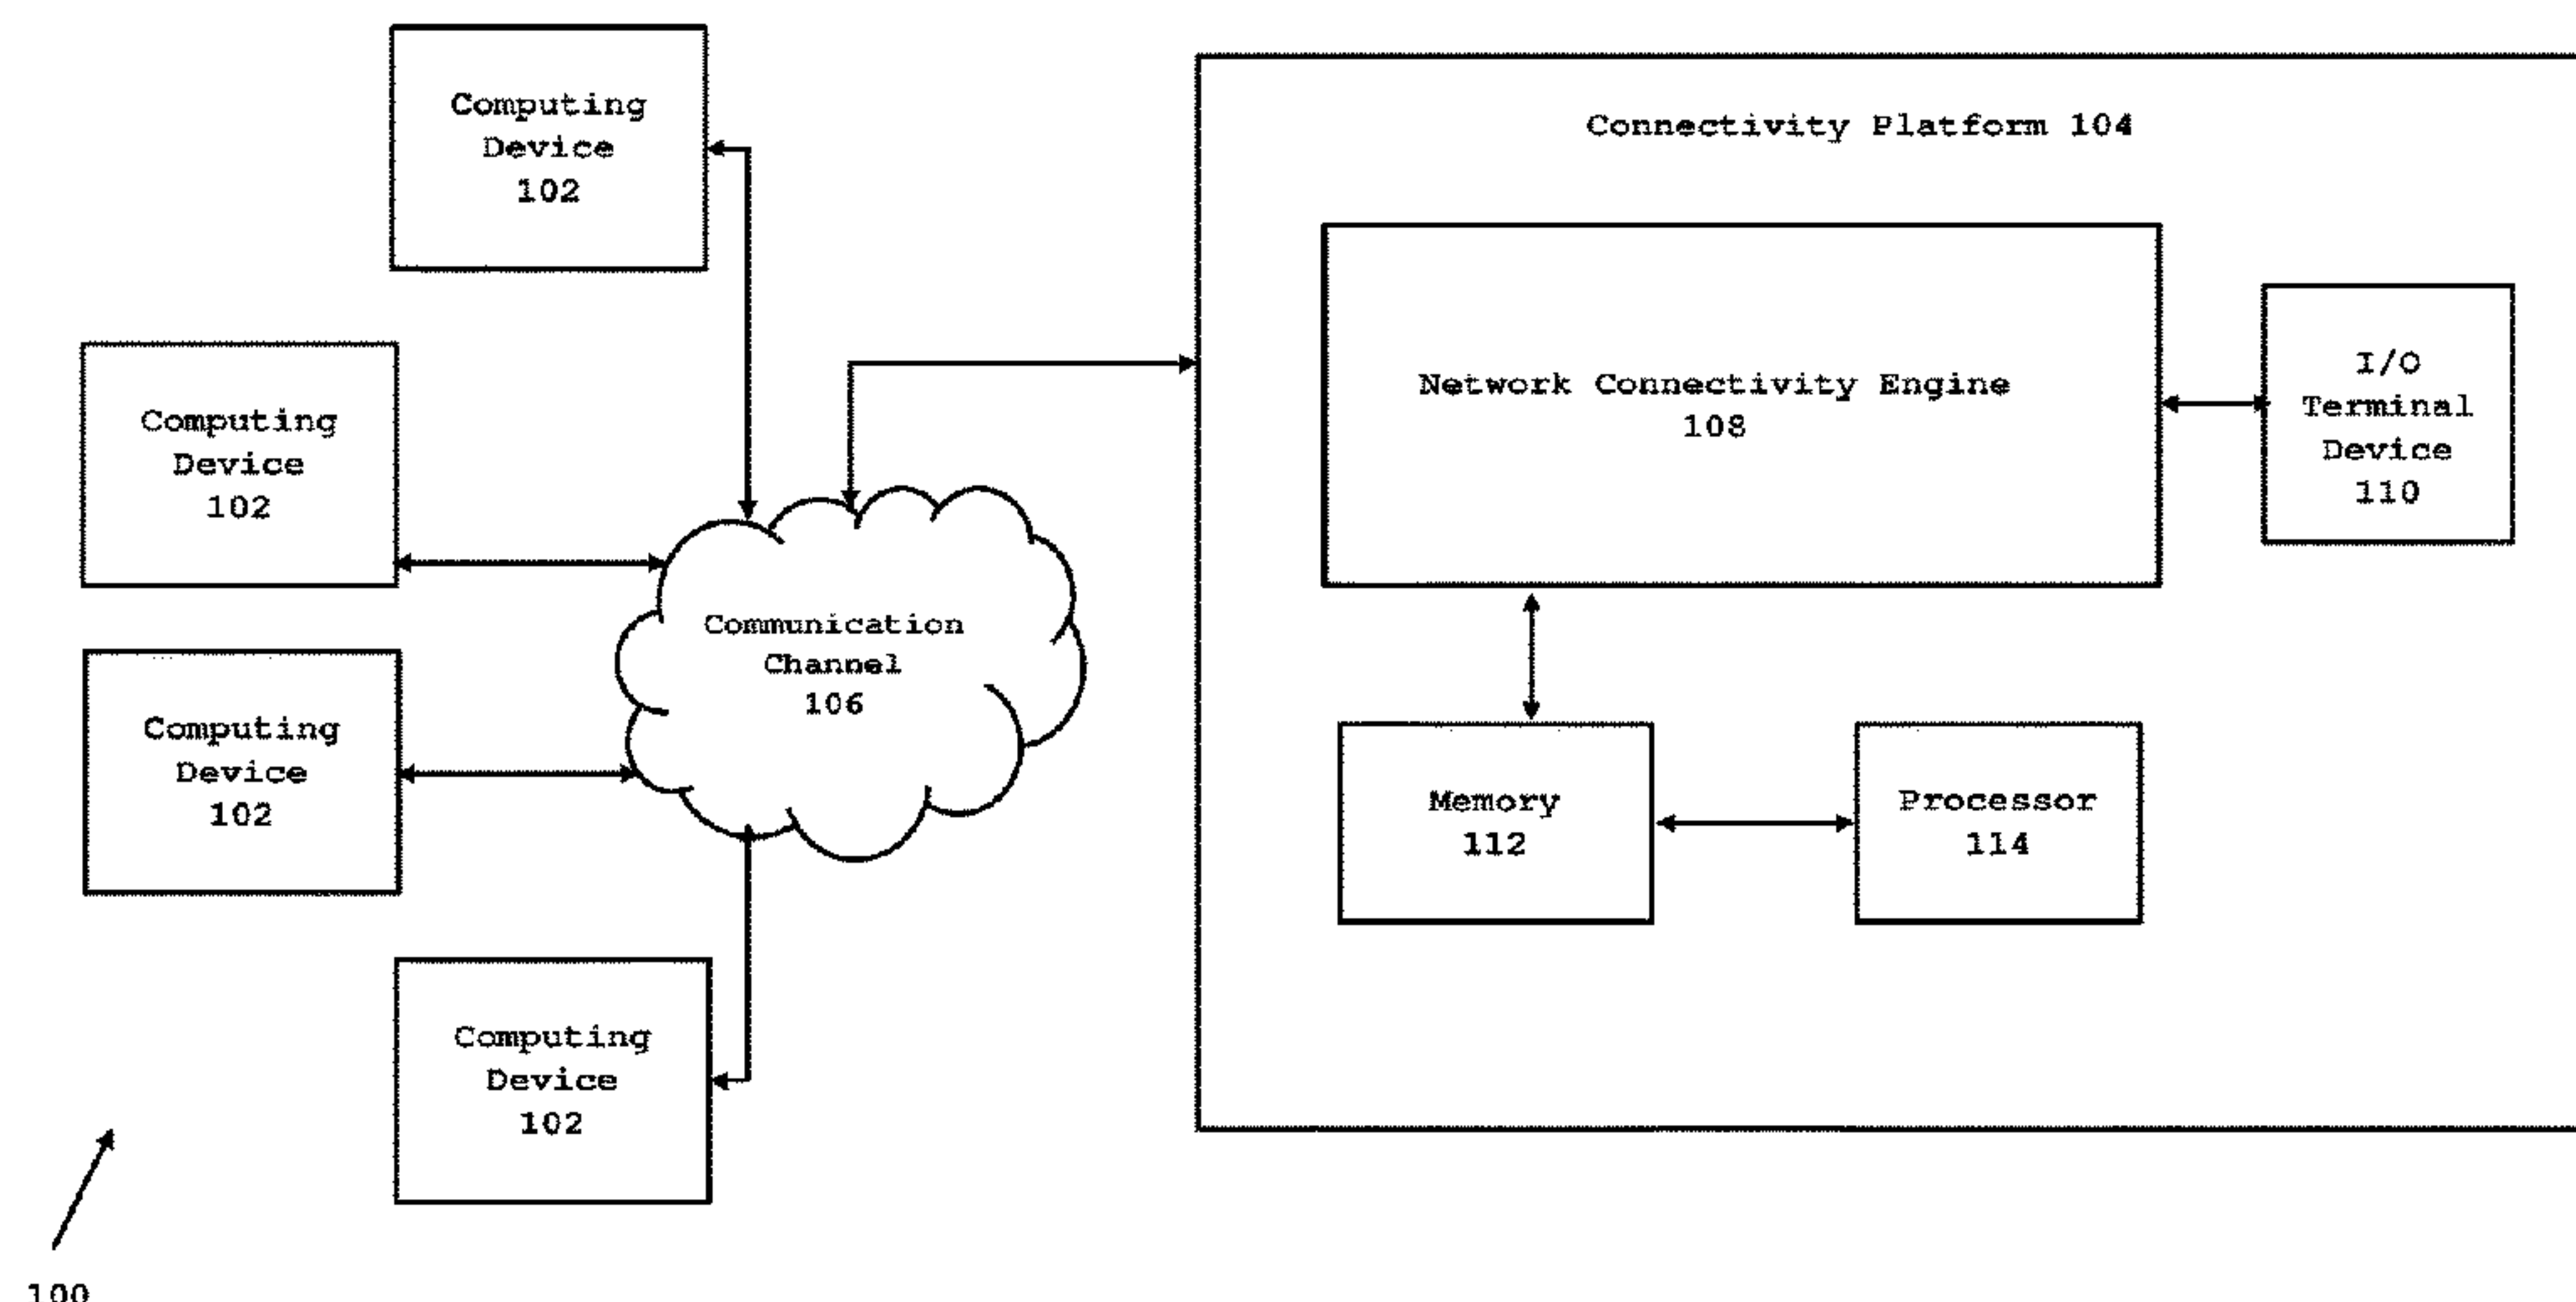 Computing
Device
102
Connectivity Platform 104
Network Connectivity Engine
108
I/O
Terminal
Device
110
Computing
Device
102
Communication
Channel
106
Computing
Device
102
Memory
112
Processor
114
Computing
Device
102
100